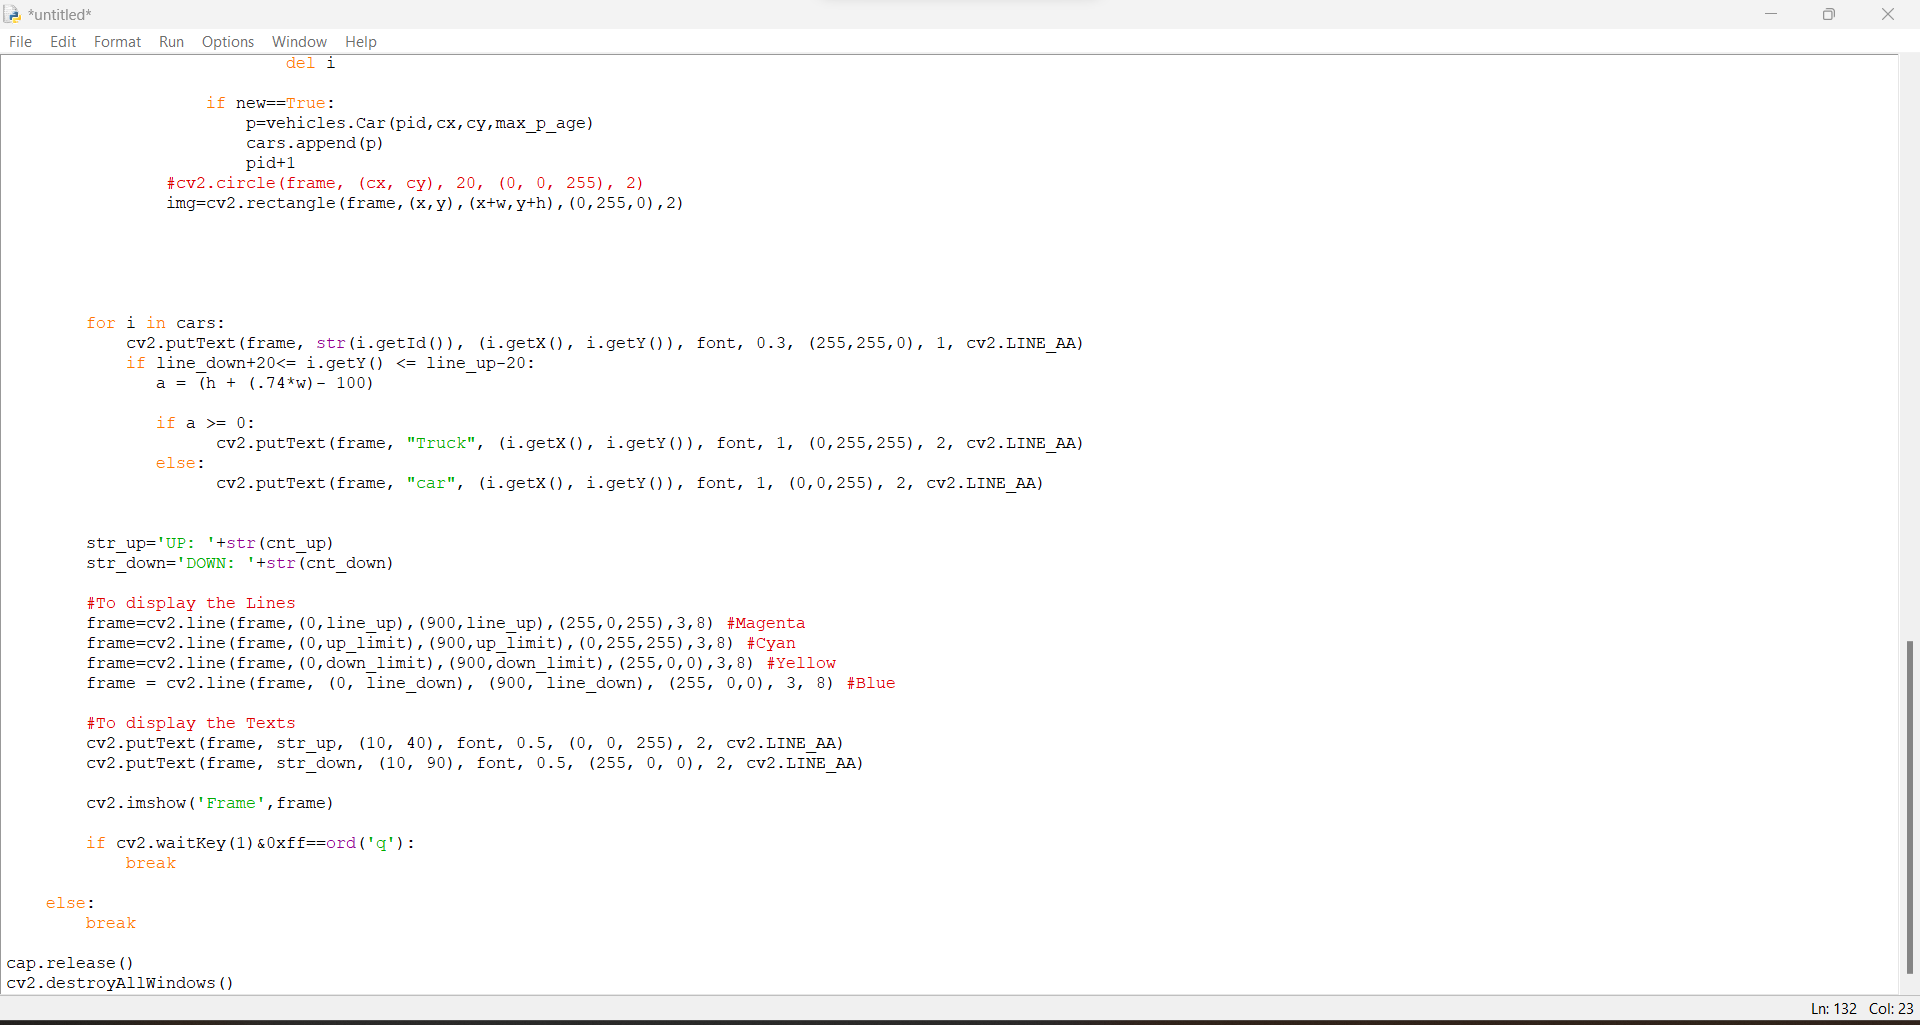 *untitled*
File Edit Format Run Options Window Help
del i
if new==True:
p=vehicles.Car(pid,cx,cy,max_p_age)
cars.append(p)
pid+1
#cv2.circle(frame, (cx, cy), 20, (0, 0, 255), 2)
img=cv2.rectangle(frame,(x,y),(x+w,y+h),(0,255,0),2)
for i in cars:
cv2.putText(frame, str(i.getId()), (i.getX(), i.getY()), font, 0.3, (255,255,0), 1, cv2.LINE_AA)
if line_down+20<= i.getY() <= line_up-20:
a = (h + (.74*w)- 100)
if a >= 0:
cv2.putText(frame, "Truck", (i.getX(), i.getY()), font, 1, (0,255,255), 2, cv2.LINE_AA)
else:
cv2.putText(frame, "car", (i.getX(), i.getY()), font, 1, (0,0,255), 2, cv2.LINE_AA)
str_up='UP: '+str(cnt_up)
str_down='DOWN: '+str(cnt_down)
#To display the Lines
frame=cv2.line(frame,(0,line_up),(900,line_up),(255,0,255),3,8) #Magenta
frame=cv2.line(frame,(0,up_limit),(900,up_limit),(0,255,255),3,8) #Cyan
frame=cv2.line(frame,(0,down_limit),(900,down_limit),(255,0,0),3,8) #Yellow
frame = cv2.line(frame, (0, line_down), (900, line_down), (255, 0,0), 3, 8) #Blue
#To display the Texts
cv2.putText(frame, str_up, (10, 40), font, 0.5, (0, 0, 255), 2, cv2.LINE_AA)
cv2.putText(frame, str_down, (10, 90), font, 0.5, (255, 0, 0), 2, cv2.LINE_AA)
cv2.imshow('Frame',frame)
if cv2.waitKey(1)&0xff==ord('q'):
break
else:
break
cap.release()
cv2.destroyAllWindows()
Ln: 132 Col: 23